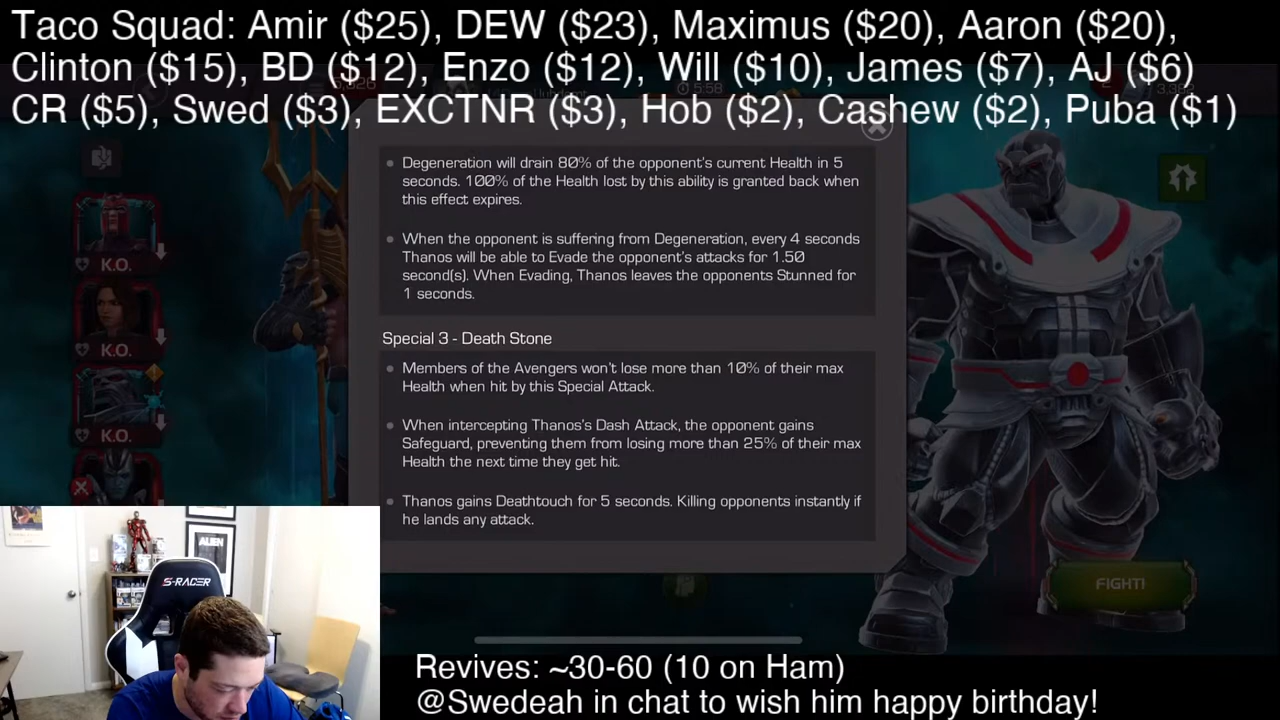 Taco Squad: Amir ($25), DEW ($23), Maximus ($20), Aaron ($20),
Clinton ($15), BD ($12), Enzo ($12), Will ($10), James ($7), AJ ($6)
CR ($5), Swed ($3), EXCTNR ($3), Hob ($2), Cashew ($2), Puba ($1)
5:58
Degeneration will drain 80% of the opponent's current Health in 5
seconds. 100% of the Health lost by this ability is granted back when
this effect expires.
When the opponent is suffering from Degeneration, every 4 seconds
Thanos will be able to Evade the opponent's attacks for 1.50
second(s). When Evading, Thanos leaves the opponents Stunned for
1 seconds.
Special 3 - Death Stone
Members of the Avengers won't lose more than 10% of their max
Health when hit by this Special Attack.
When intercepting Thanos's Dash Attack, the opponent gains
Safeguard, preventing them from losing more than 25% of their max
Health the next time they get hit.
Thanos gains Deathtouch for 5 seconds. Killing opponents instantly if
he lands any attack.
K.O.
K.O.
K.O.
FIGHT!
ALIEN
S-RACER
Revives: ~30-60 (10 on Ham)
@Swedeah in chat to wish him happy birthday!